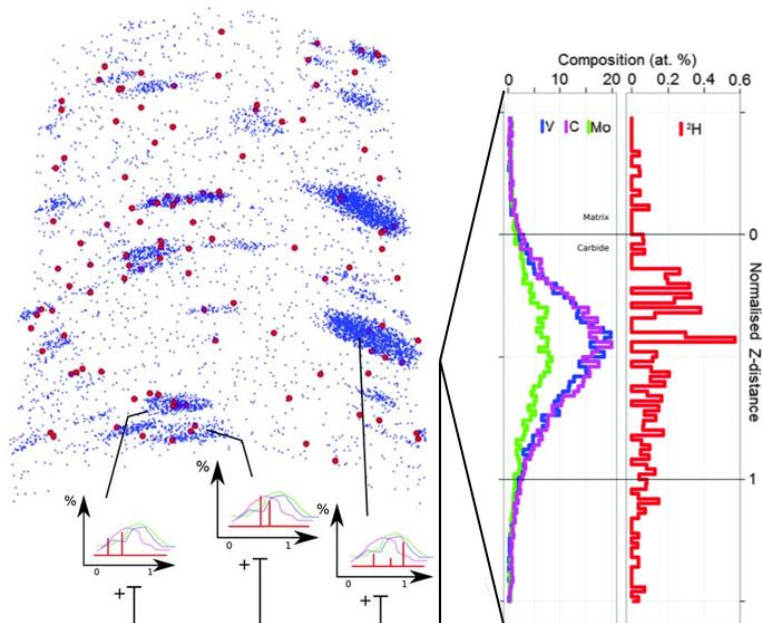 Composition (at. %)
0 10 20 0 0.2 0.4 0.6
V C Mo ²H
Matrix
0
Carbide
Normalised Z-distance
1
%
0 1
%
0 1
%
0 1
+
+
+